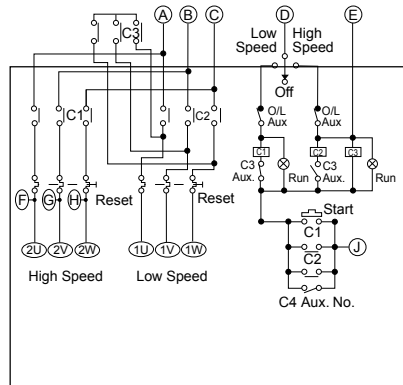 A B C D E
C3
Low Speed High Speed
Off
C1 C2
O/L Aux O/L Aux
C1 C2 C3
C3 Aux. Run C3 Aux. Run
F G H Reset Reset
Start
C1
J
C2
2U 2V 2W 1U 1V 1W
High Speed Low Speed
C4 Aux. No.